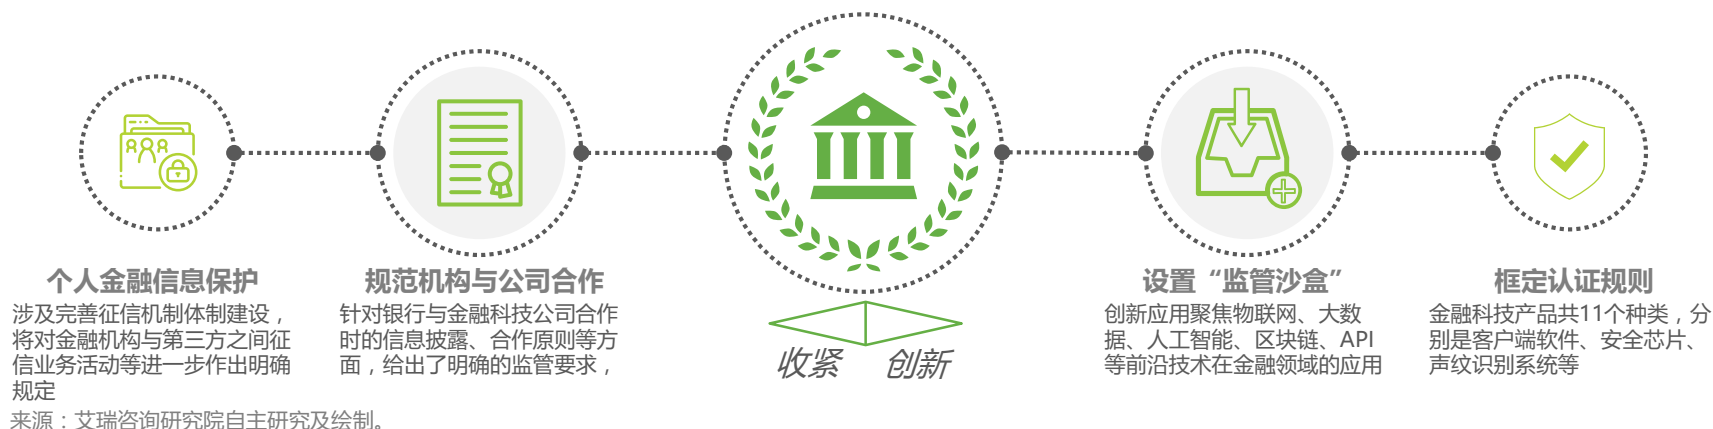 个人金融信息保护
涉及完善征信机制体制建设，
将对金融机构与第三方之间征
信业务活动等进一步作出明确
规定
规范机构与公司合作
针对银行与金融科技公司合作
时的信息披露、合作原则等方
面，给出了明确的监管要求，
收紧 创新
设置“监管沙盒”
创新应用聚焦物联网、大数
据、人工智能、区块链、API
等前沿技术在金融领域的应用
框定认证规则
金融科技产品共11个种类，分
别是客户端软件、安全芯片、
声纹识别系统等
来源：艾瑞咨询研究院自主研究及绘制。